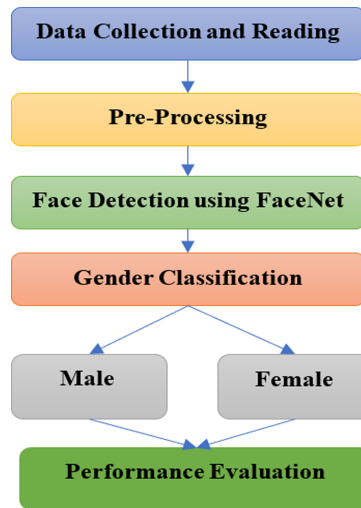 Data Collection and Reading
Pre-Processing
Face Detection using FaceNet
Gender Classification
Male
Female
Performance Evaluation